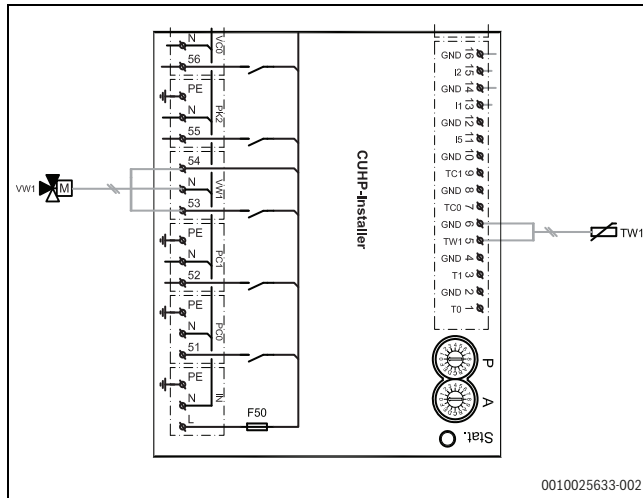 N
VC0
56
PE
PK2
N
55
54
VW1
N
53
PE
PC1
N
52
PE
PC0
N
51
PE
IN
N
L
F50
VW1
M
CUHP-Installer
GND 16
I2 15
GND 14
I1 13
GND 12
I5 11
GND 10
TC1 9
GND 8
TC0 7
GND 6
TW1 5
GND 4
T1 3
GND 2
T0 1
TW1
P
A
Stat.
0010025633-002